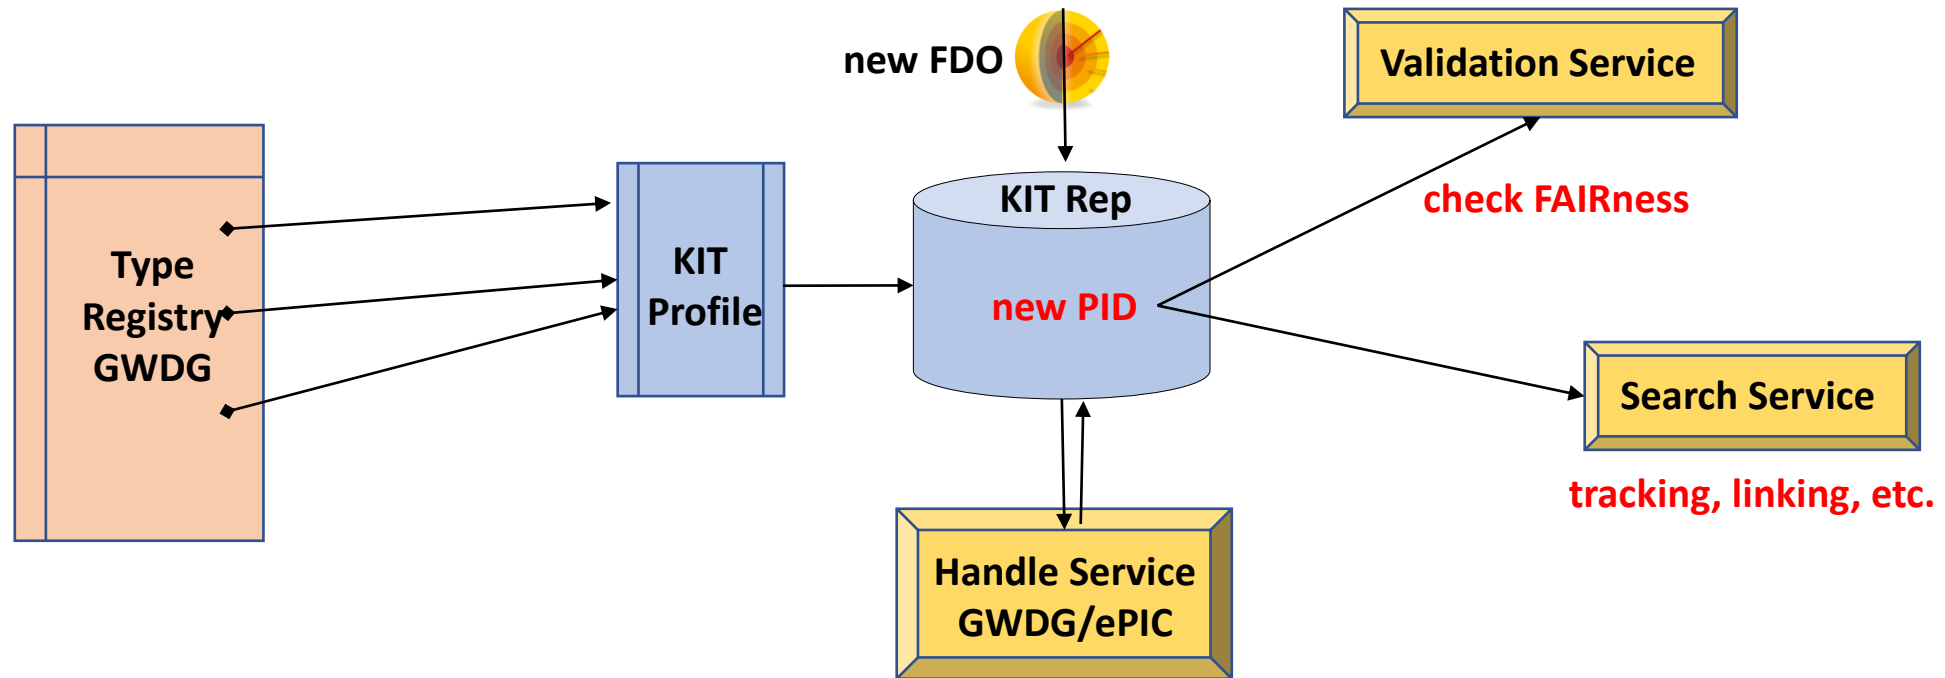 new FDO
Validation Service
check FAIRness
Type
Registry
GWDG
KIT
Profile
KIT Rep
new PID
Search Service
tracking, linking, etc.
Handle Service
GWDG/ePIC